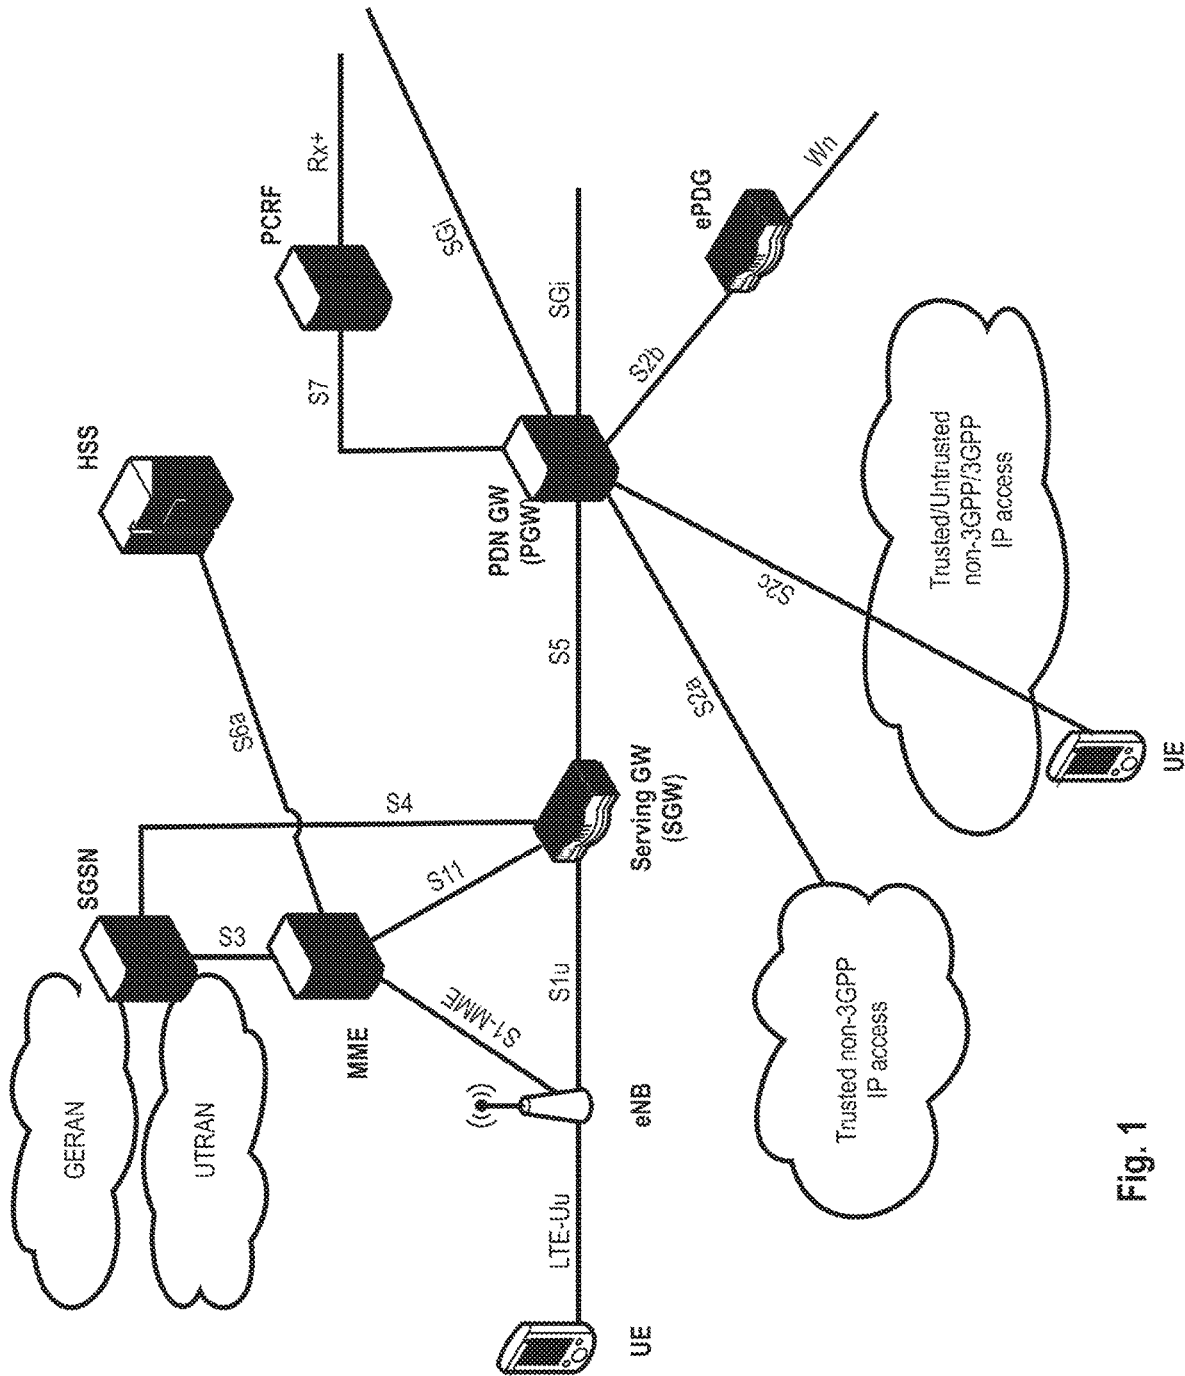 GERAN
UTRAN
SGSN
S3
MME
S6a
HSS
S4
S11
S1-MME
PCRF
Rx+
S7
SGi
LTE-Uu
S1u
S5
SGi
UE
eNB
Serving GW
(SGW)
PDN GW
(PGW)
S2b
ePDG
Wn
S2a
S2c
Trusted non-3GPP
IP access
Trusted/Untrusted
non-3GPP/3GPP
IP access
UE
Fig. 1